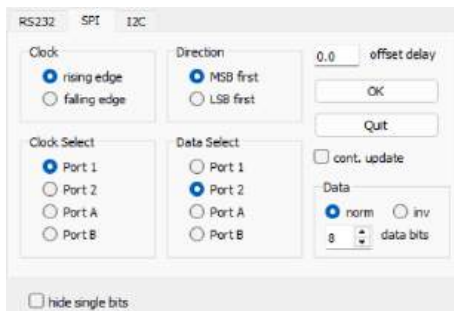 RS232 SPI I2C
Clock
rising edge
falling edge
Direction
MSB first
LSB first
0.0 offset delay
OK
Quit
Clock Select
Port 1
Port 2
Port A
Port B
Data Select
Port 1
Port 2
Port A
Port B
cont. update
Data
norm inv
8 data bits
hide single bits